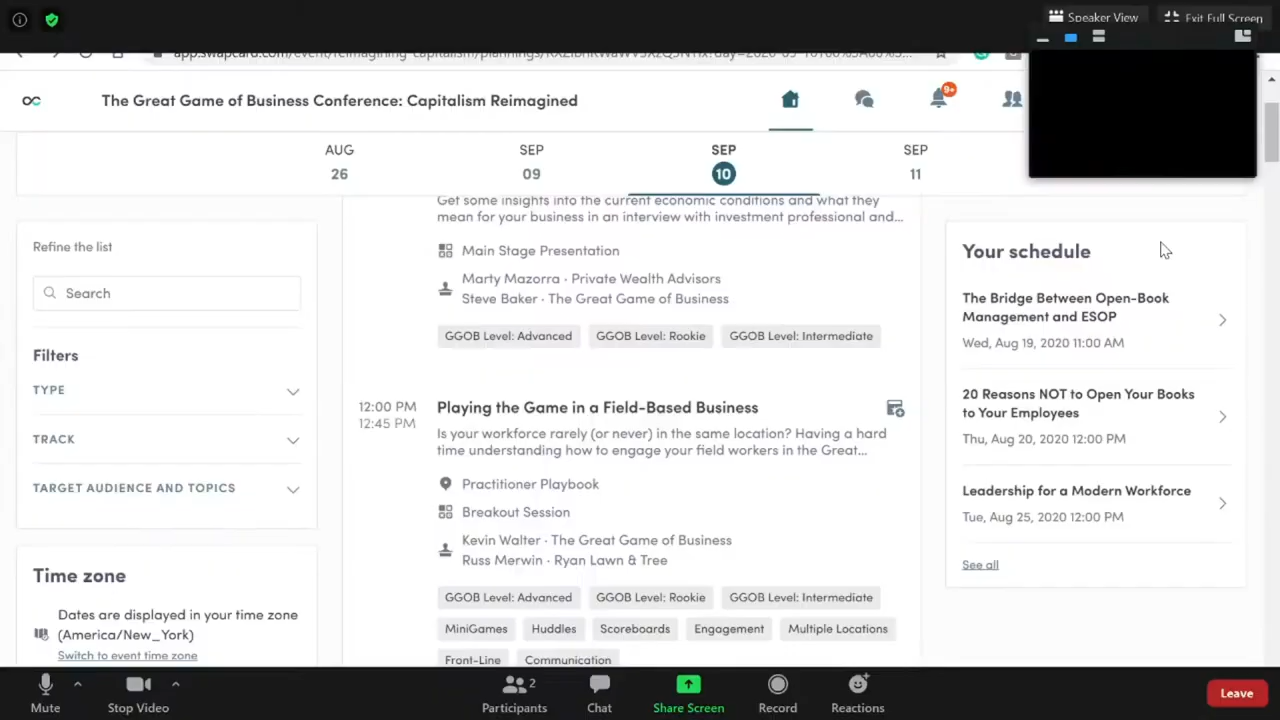 Speaker View
Exit Full Screen
The Great Game of Business Conference: Capitalism Reimagined
9+
AUG
26
SEP
09
SEP
10
SEP
11
Refine the list
Search
Filters
TYPE
TRACK
TARGET AUDIENCE AND TOPICS
Time zone
Dates are displayed in your time zone
(America/New_York)
Switch to event time zone
Get some insights into the current economic conditions and what they
mean for your business in an interview with investment professional and...
Main Stage Presentation
Marty Mazorra · Private Wealth Advisors
Steve Baker · The Great Game of Business
GGOB Level: Advanced GGOB Level: Rookie GGOB Level: Intermediate
12:00 PM
12:45 PM
Playing the Game in a Field-Based Business
Is your workforce rarely (or never) in the same location? Having a hard
time understanding how to engage your field workers in the Great...
Practitioner Playbook
Breakout Session
Kevin Walter · The Great Game of Business
Russ Merwin · Ryan Lawn & Tree
GGOB Level: Advanced GGOB Level: Rookie GGOB Level: Intermediate
MiniGames Huddles Scoreboards Engagement Multiple Locations
Front-Line Communication
Your schedule
The Bridge Between Open-Book
Management and ESOP
Wed, Aug 19, 2020 11:00 AM
20 Reasons NOT to Open Your Books
to Your Employees
Thu, Aug 20, 2020 12:00 PM
Leadership for a Modern Workforce
Tue, Aug 25, 2020 12:00 PM
See all
Mute
Stop Video
Participants 2
Chat
Share Screen
Record
Reactions
Leave